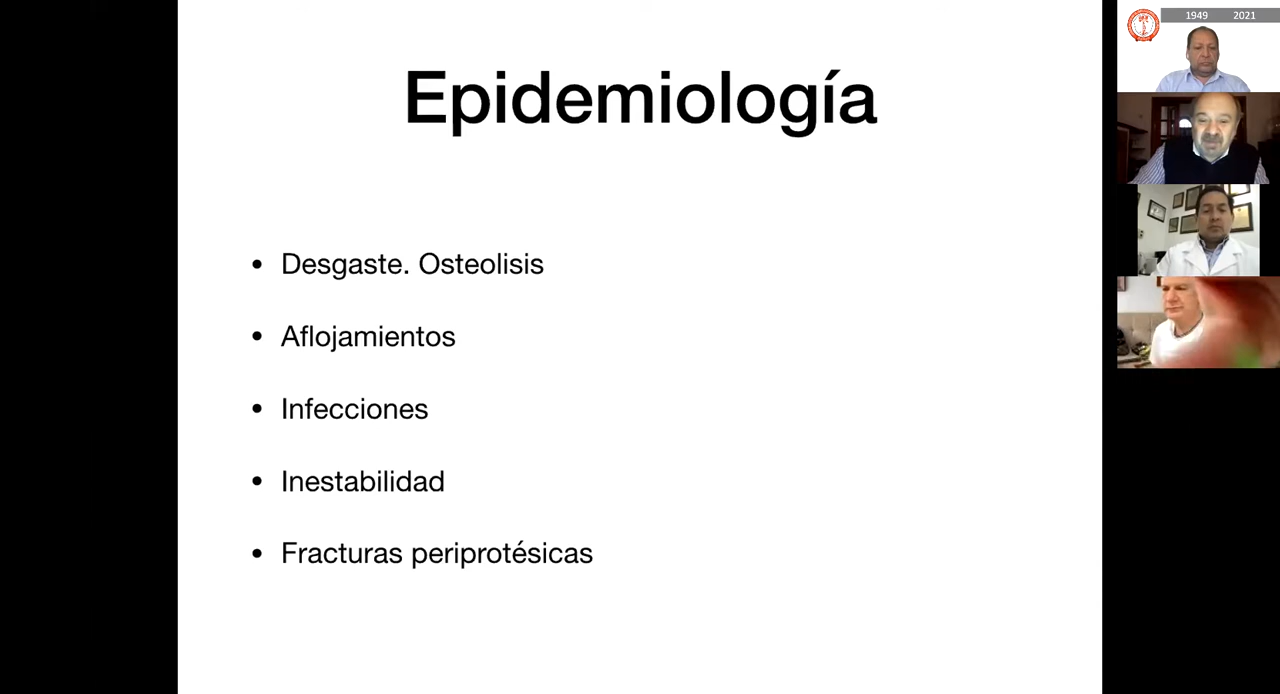 Epidemiología
• Desgaste. Osteolisis
• Aflojamientos
• Infecciones
• Inestabilidad
• Fracturas periprotésicas
1949 2021